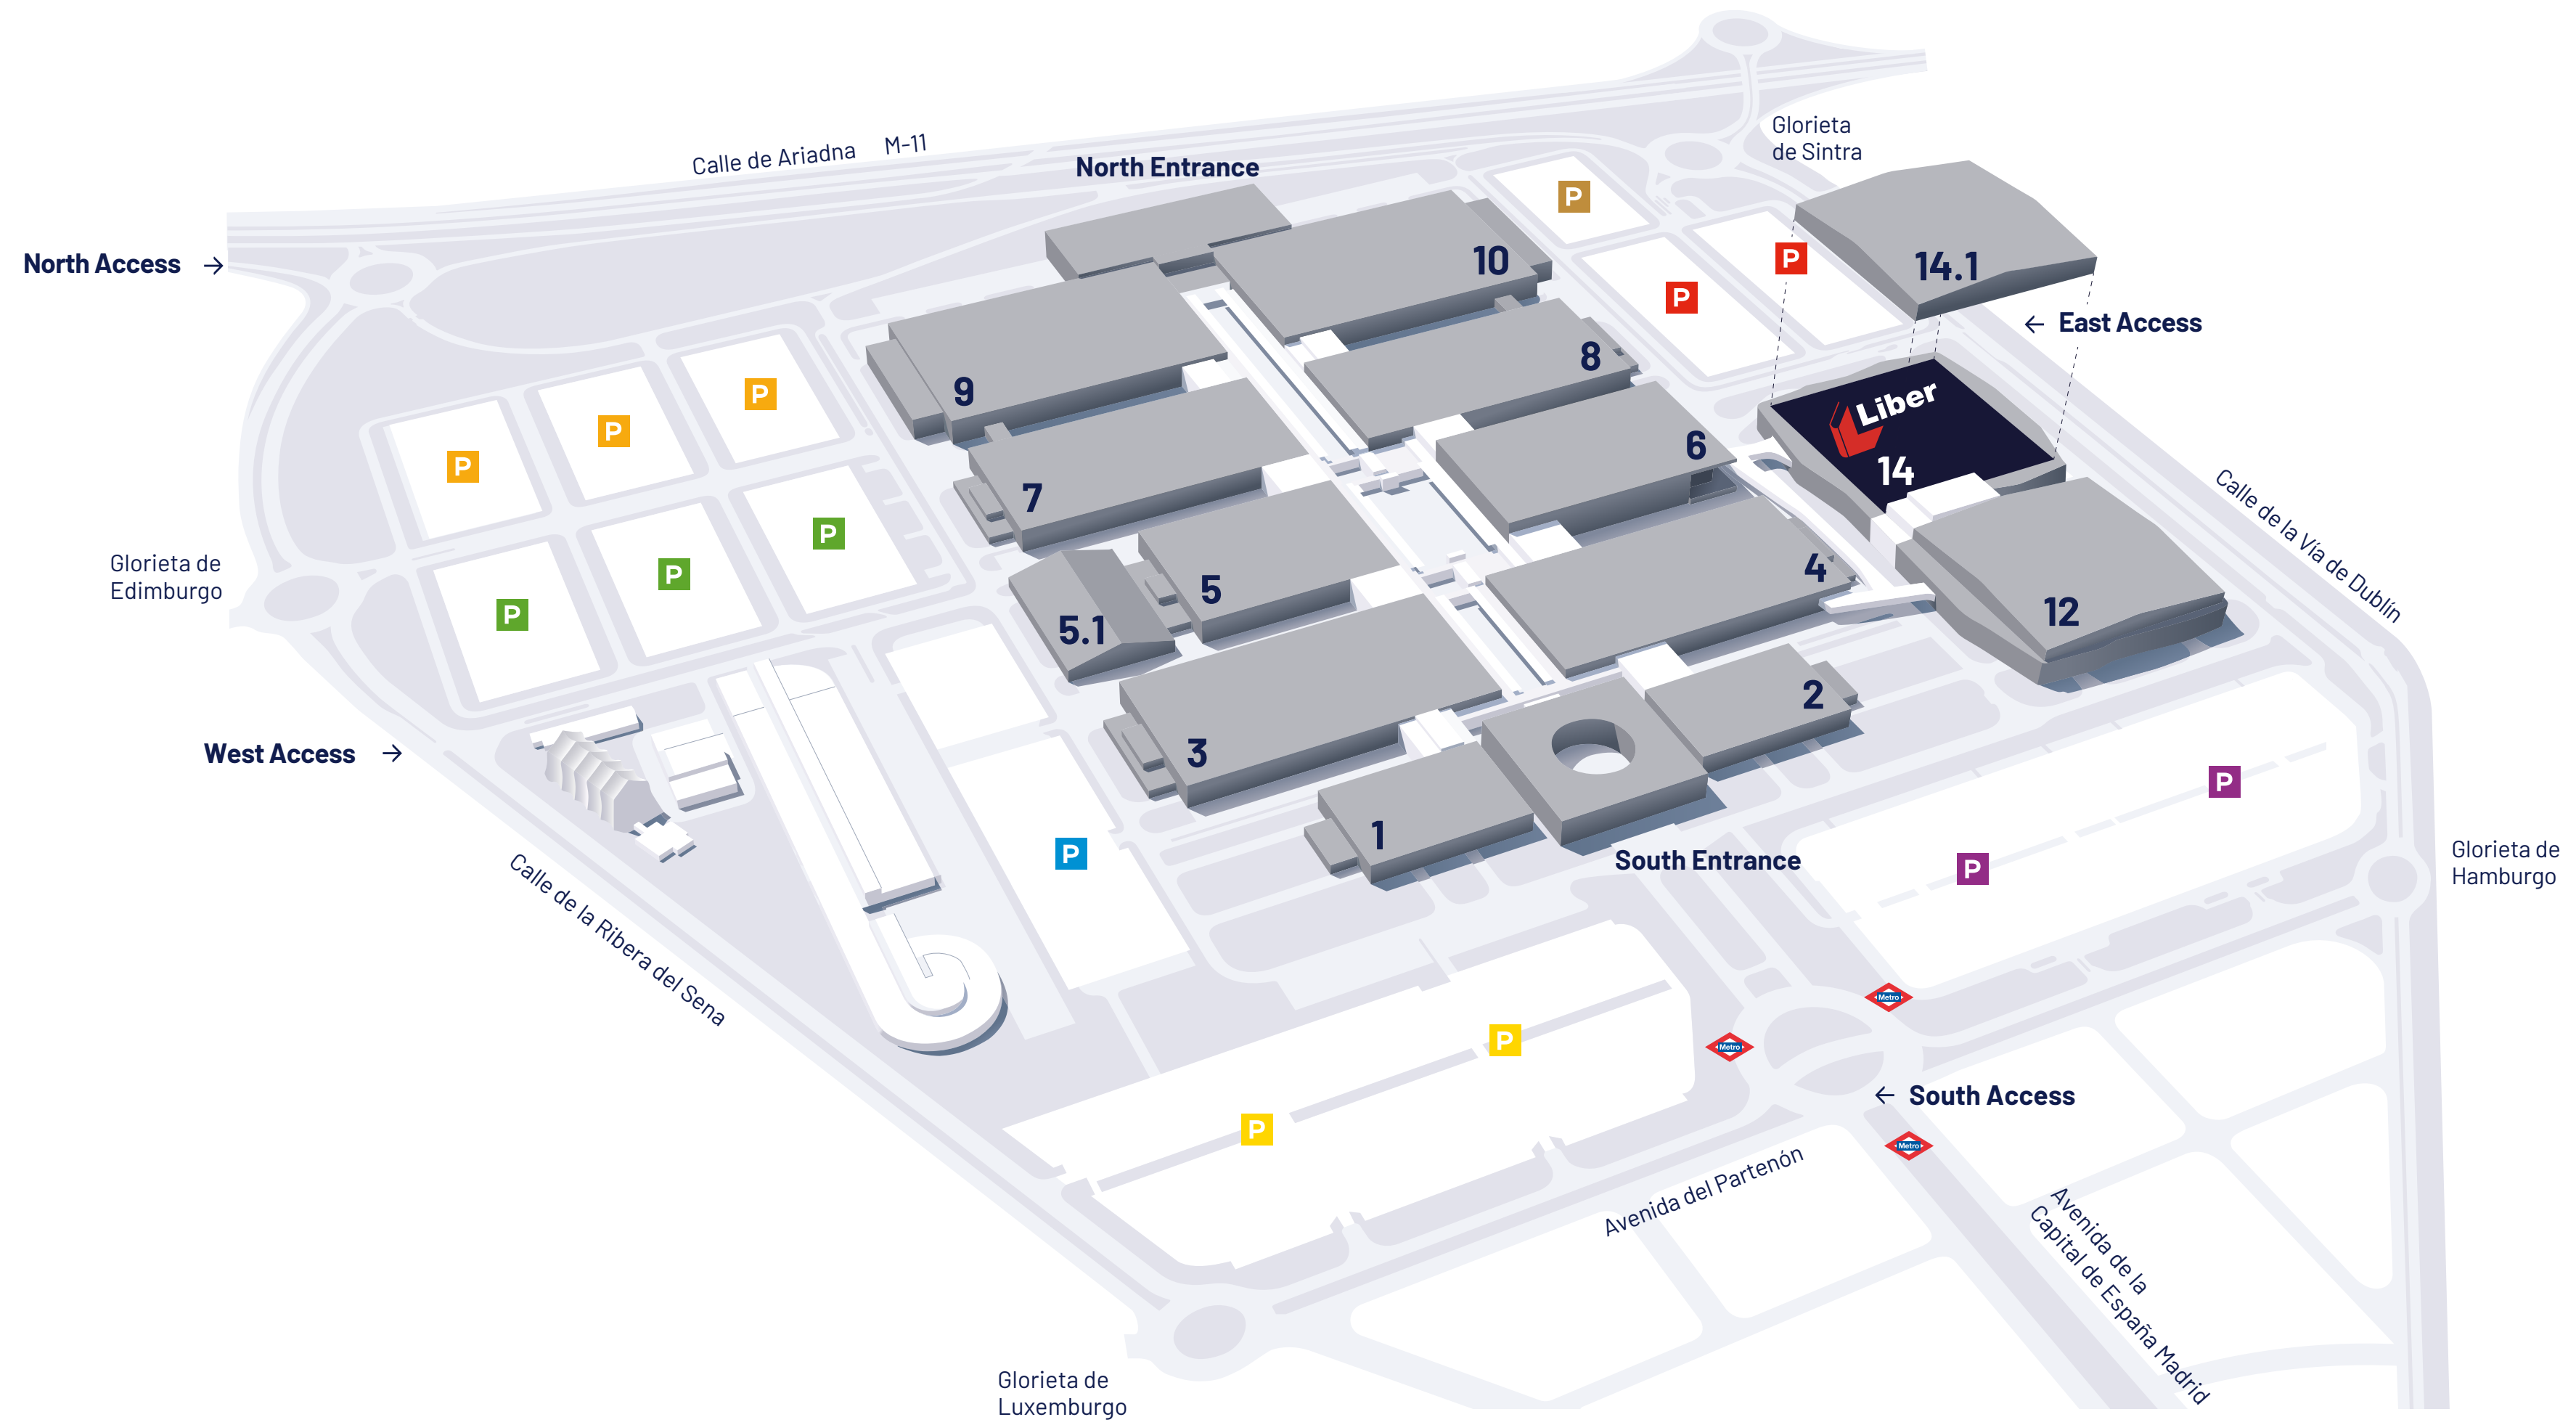 Calle de Ariadna M-11
North Entrance
Glorieta
de Sintra
North Access →
P
10
P
P
14.1
← East Access
8
9
P
P
P
Liber
14
6
7
Calle de la Vía de Dublín
P
P
P
Glorieta de
Edimburgo
5
4
5.1
12
2
3
West Access →
P
1
South Entrance
P
P
P
Glorieta de
Hamburgo
Calle de la Ribera del Sena
Metro
Metro
P
P
← South Access
Metro
Avenida del Partenón
Avenida de la
Capital de España Madrid
Glorieta de
Luxemburgo